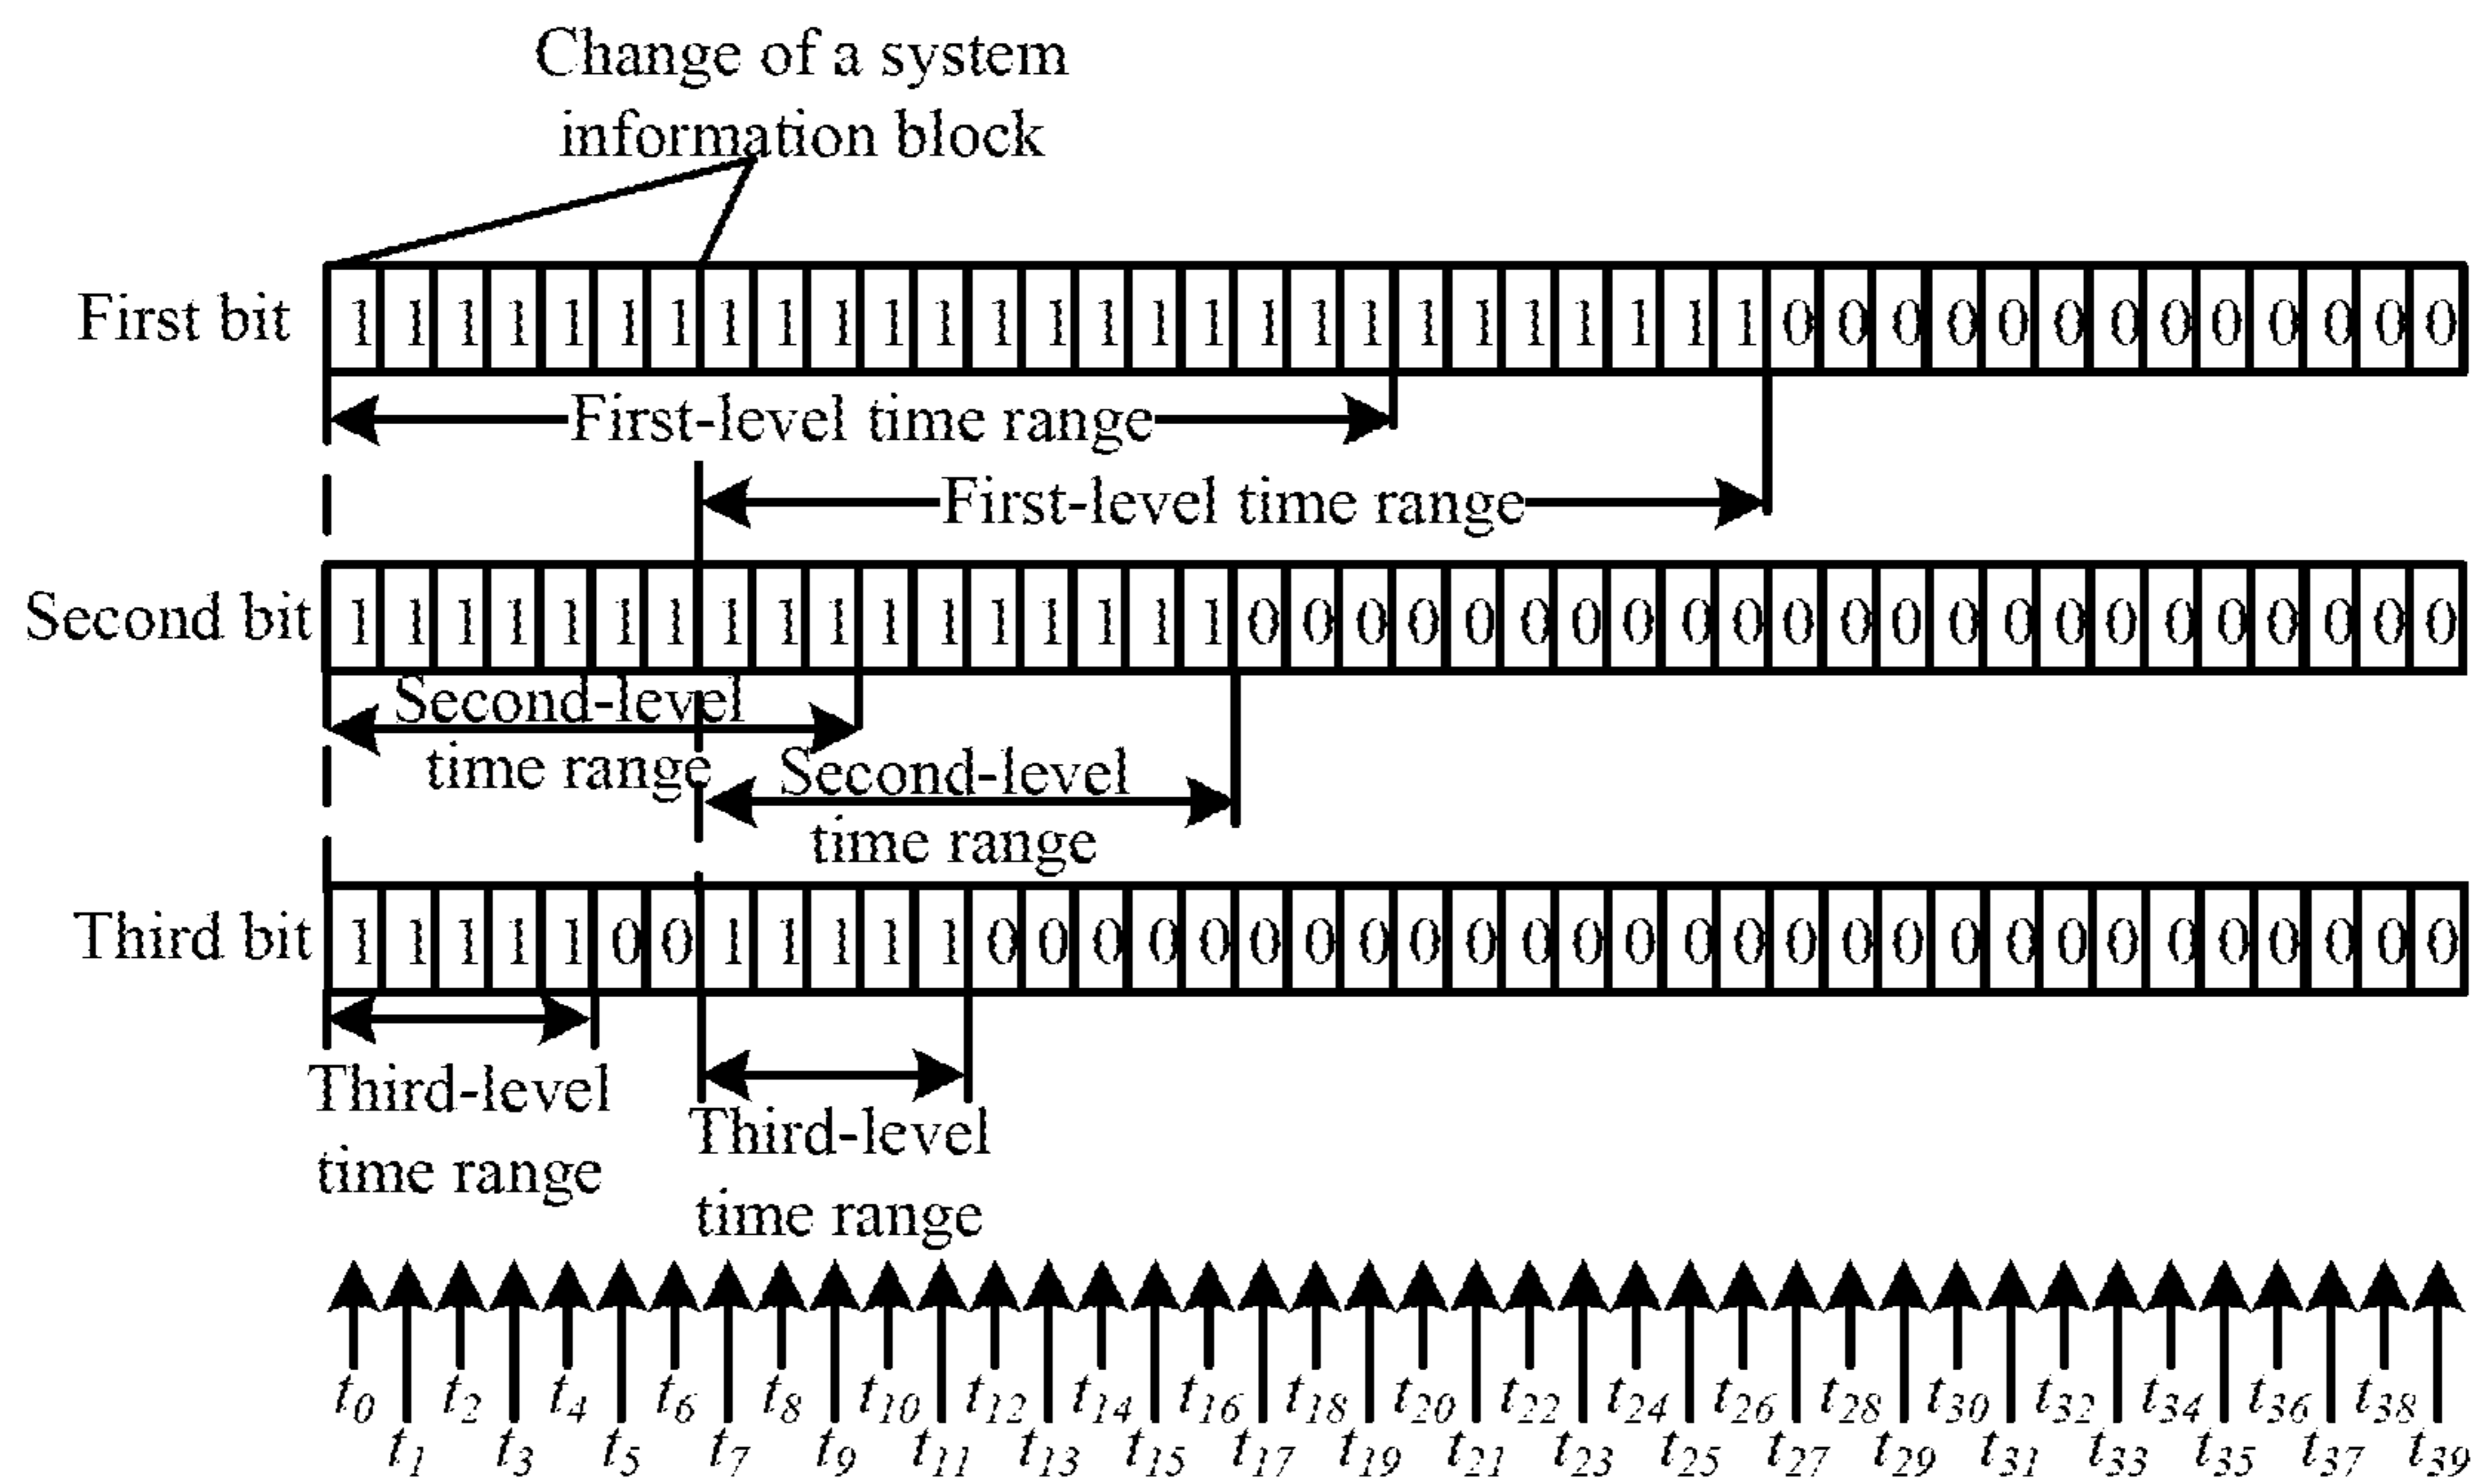 Change of a system
information block
First bit 1 1 1 1 1 1 1 1 1 1 1 1 1 1 1 1 1 1 1 1 1 1 1 1 1 1 1 0 0 0 0 0 0 0 0 0 0 0 0 0
First-level time range
First-level time range
Second bit 1 1 1 1 1 1 1 1 1 1 1 1 1 1 1 1 1 0 0 0 0 0 0 0 0 0 0 0 0 0 0 0 0 0 0 0 0 0 0 0
Second-level
time range
Second-level
time range
Third bit 1 1 1 1 1 0 0 1 1 1 1 1 0 0 0 0 0 0 0 0 0 0 0 0 0 0 0 0 0 0 0 0 0 0 0 0 0 0 0 0
Third-level
time range
Third-level
time range
t0 t2 t4 t6 t8 t10 t12 t14 t16 t18 t20 t22 t24 t26 t28 t30 t32 t34 t36 t38
t1 t3 t5 t7 t9 t11 t13 t15 t17 t19 t21 t23 t25 t27 t29 t31 t33 t35 t37 t39